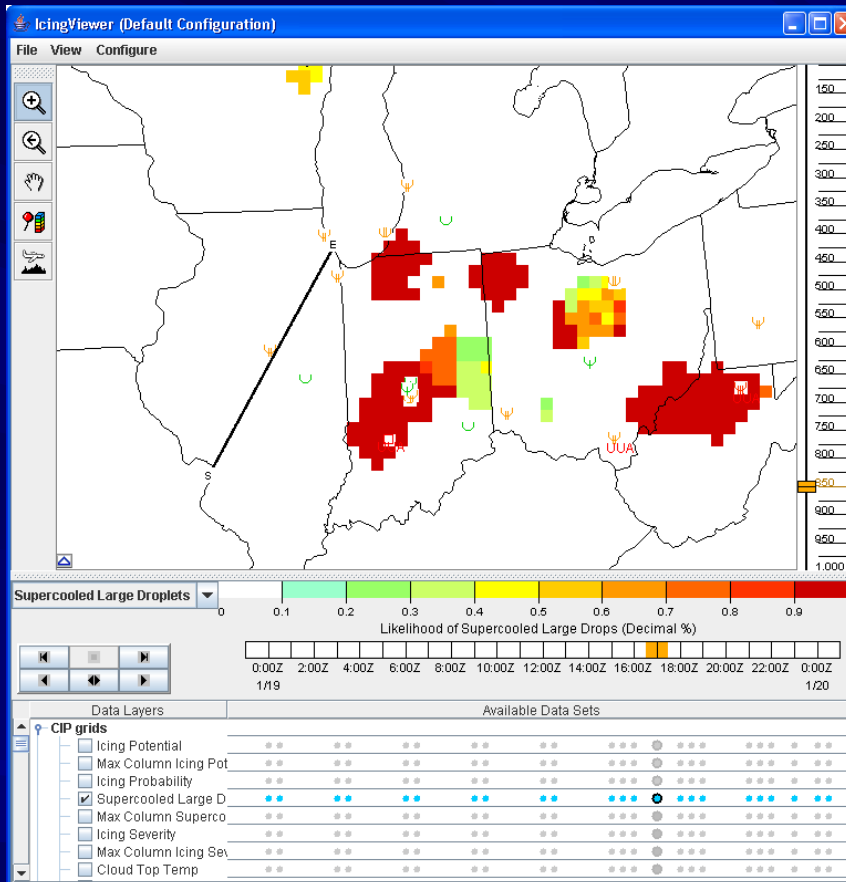 IcingViewer (Default Configuration)
File View Configure
150
200
250
300
350
400
450
500
550
600
650
700
750
800
850
900
950
1.000
E
S
UUA
Supercooled Large Droplets
0 0.1 0.2 0.3 0.4 0.5 0.6 0.7 0.8 0.9
Likelihood of Supercooled Large Drops (Decimal %)
0:00Z 2:00Z 4:00Z 6:00Z 8:00Z 10:00Z 12:00Z 14:00Z 16:00Z 18:00Z 20:00Z 22:00Z 0:00Z
1/19 1/20
Data Layers Available Data Sets
CIP grids
Icing Potential
Max Column Icing Pot
Icing Probability
Supercooled Large D
Max Column Superco
Icing Severity
Max Column Icing Sev
Cloud Top Temp